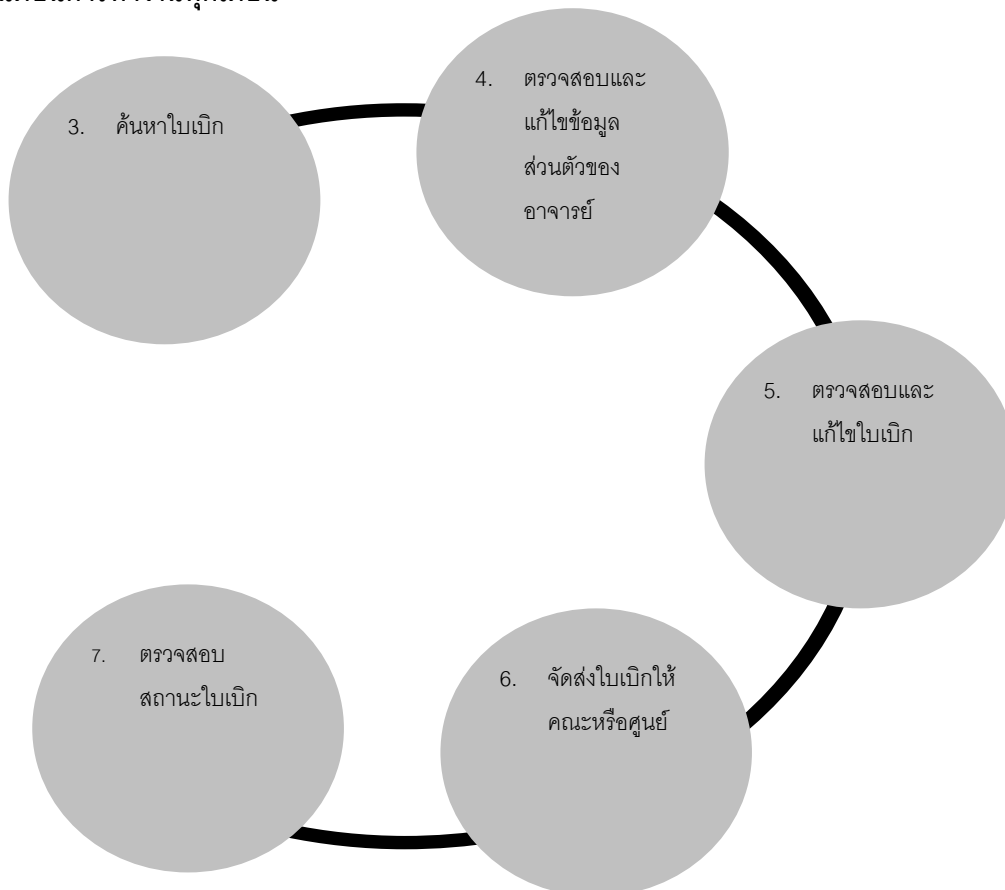 3. ค้นหาใบเบิก
4. ตรวจสอบและ
แก้ไขข้อมูล
ส่วนตัวของ
อาจารย์
5. ตรวจสอบและ
แก้ไขใบเบิก
6. จัดส่งใบเบิกให้
คณะหรือศูนย์
7. ตรวจสอบ
สถานะใบเบิก